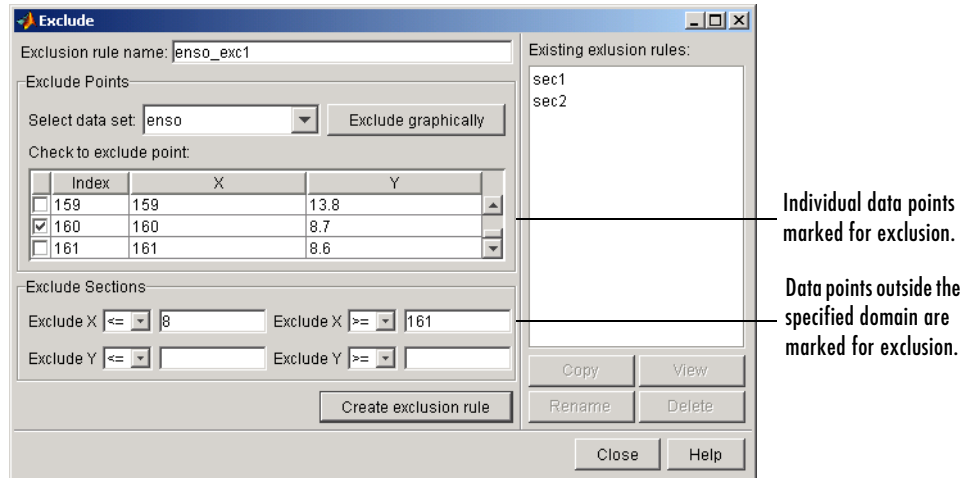 Exclude
Exclusion rule name: enso_exc1
Exclude Points
Select data set: enso
Exclude graphically
Check to exclude point:
Index X Y
159 159 13.8
160 160 8.7
161 161 8.6
Exclude Sections
Exclude X <= 8 Exclude X >= 161
Exclude Y <= Exclude Y >=
Create exclusion rule
Existing exlusion rules:
sec1
sec2
Copy View
Rename Delete
Close Help
Individual data points
marked for exclusion.
Data points outside the
specified domain are
marked for exclusion.